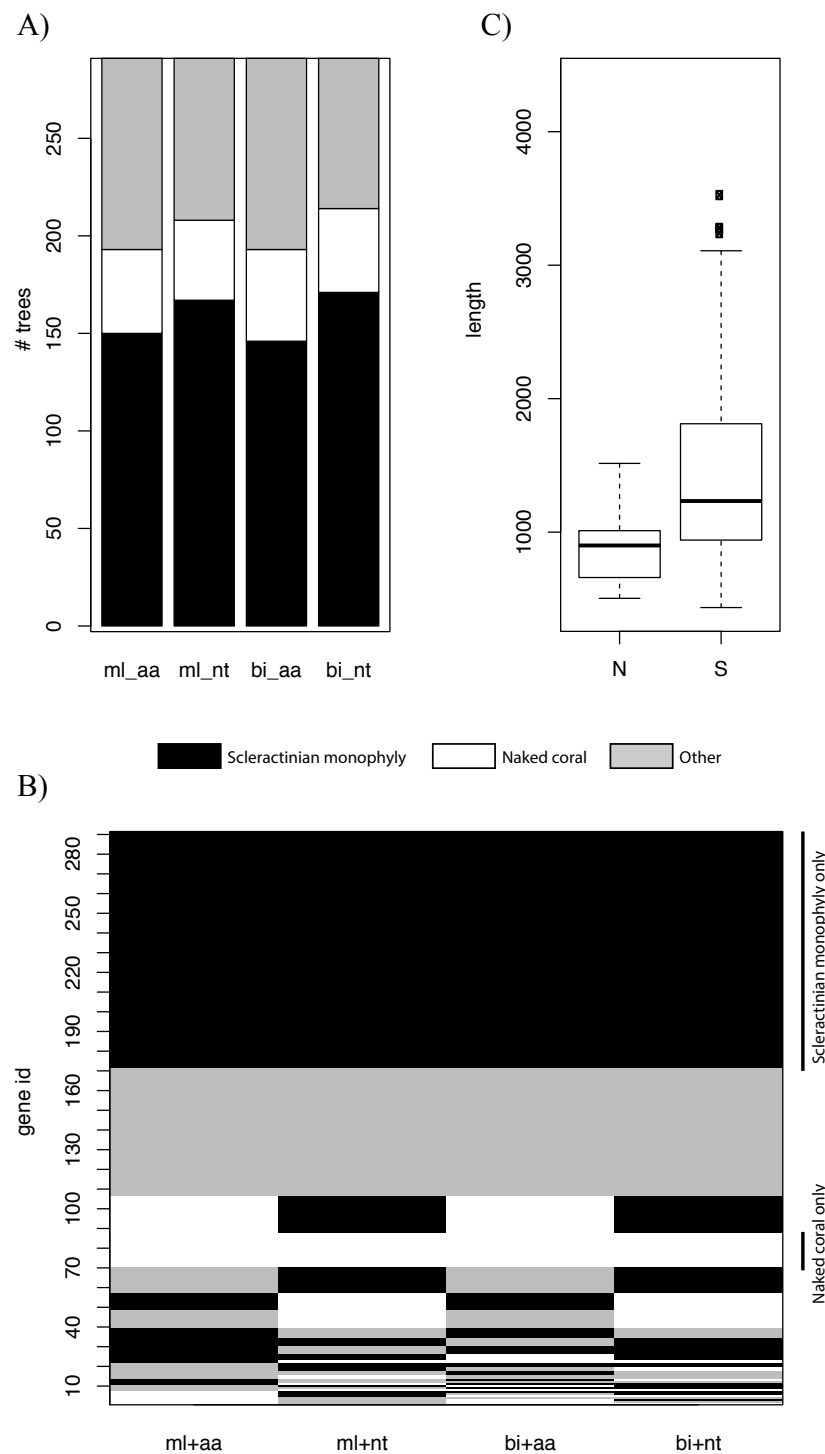 A)
# trees
250
200
150
100
50
0
ml_aa ml_nt bi_aa bi_nt
C)
length
4000
3000
2000
1000
N S
Scleractinian monophyly Naked coral Other
B)
gene id
280
250
220
190
160
130
100
70
40
10
ml+aa ml+nt bi+aa bi+nt
Scleractinian monophyly only
Naked coral only